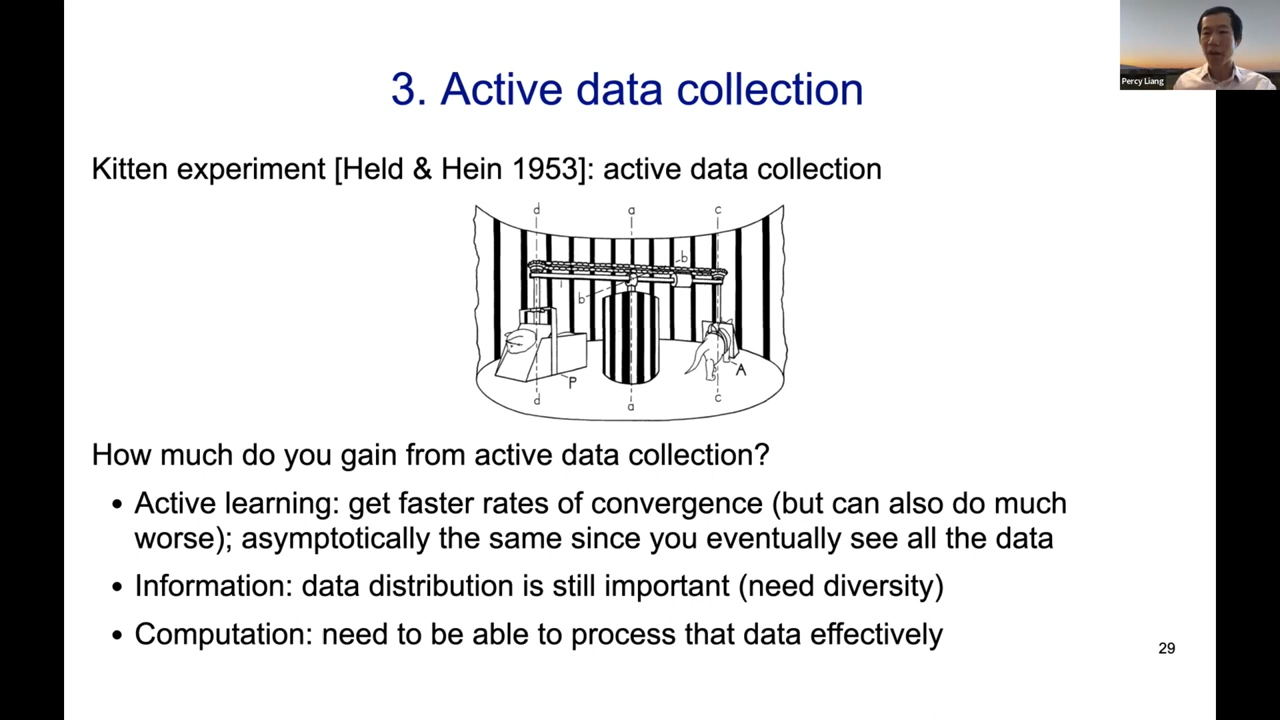 Percy Liang
3. Active data collection
Kitten experiment [Held & Hein 1953]: active data collection
d a c
b
b
P
A
d a c
How much do you gain from active data collection?
• Active learning: get faster rates of convergence (but can also do much
worse); asymptotically the same since you eventually see all the data
• Information: data distribution is still important (need diversity)
• Computation: need to be able to process that data effectively
29